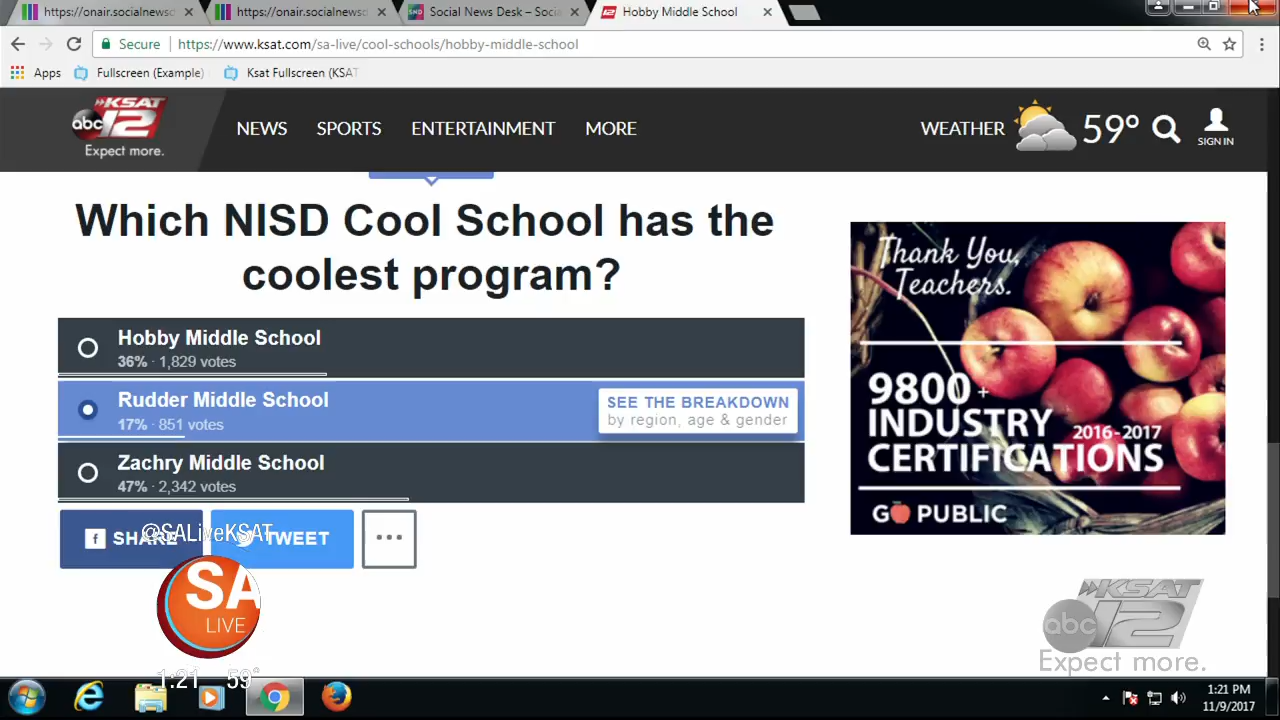 https://onair.socialnewsd
https://onair.socialnewsd
Social News Desk – Socia
Hobby Middle School
Secure
https://www.ksat.com/sa-live/cool-schools/hobby-middle-school
Apps
Fullscreen (Example)
Ksat Fullscreen (KSAT
KSAT
abc 12
Expect more.
NEWS
SPORTS
ENTERTAINMENT
MORE
WEATHER
59°
SIGN IN
Which NISD Cool School has the
coolest program?
Hobby Middle School
36% · 1,829 votes
Rudder Middle School
17% · 851 votes
SEE THE BREAKDOWN
by region, age & gender
Zachry Middle School
47% · 2,342 votes
SHARE
TWEET
@SALiveKSAT
SA
LIVE
1:21 59°
Thank You,
Teachers.
9800+
INDUSTRY
2016-2017
CERTIFICATIONS
GO PUBLIC
KSAT
abc 12
Expect more.
1:21 PM
11/9/2017